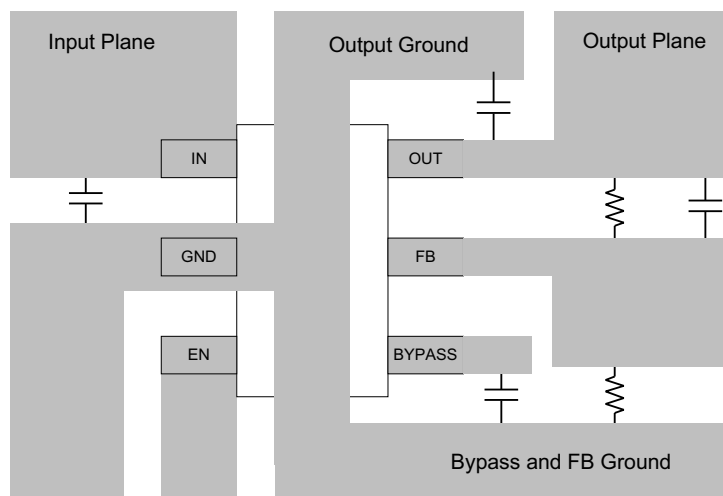 Input Plane
Output Ground
Output Plane
IN
OUT
GND
FB
EN
BYPASS
Bypass and FB Ground